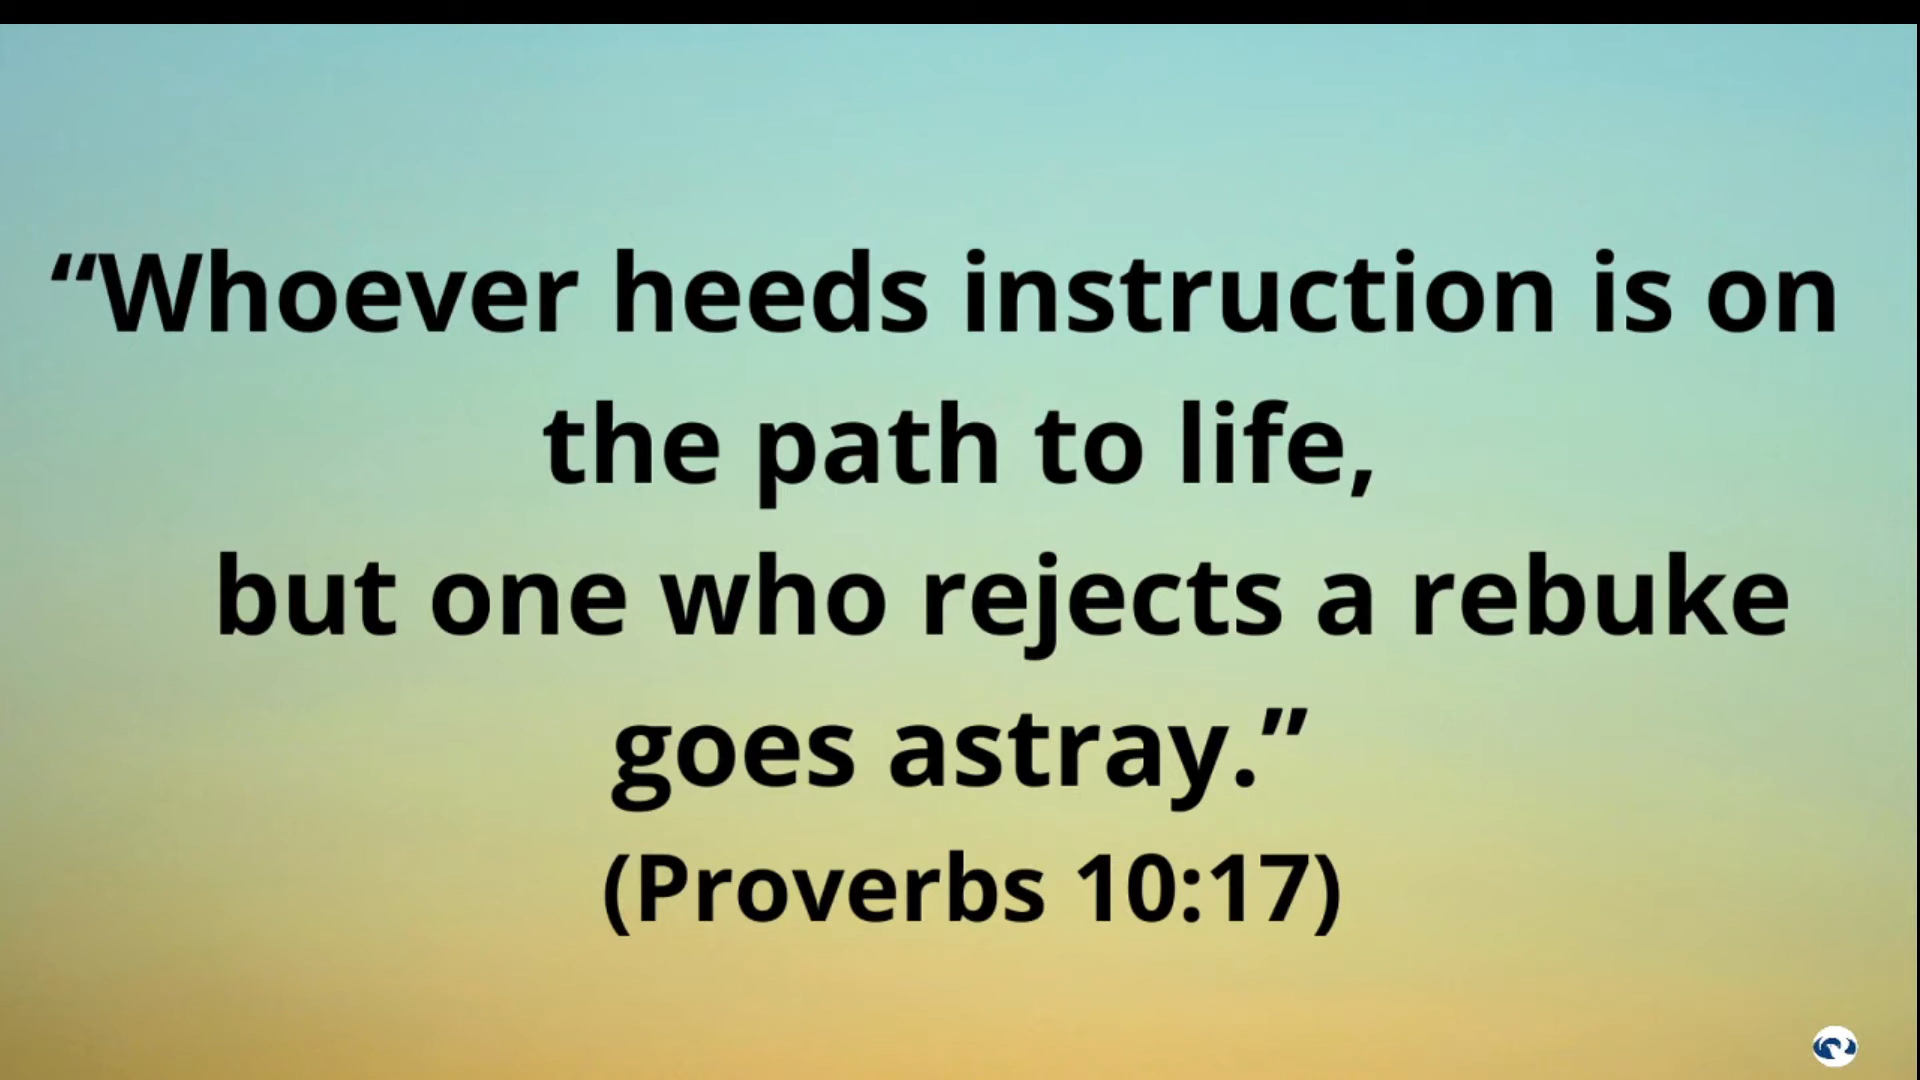 “Whoever heeds instruction is on
the path to life,
but one who rejects a rebuke
goes astray.”
(Proverbs 10:17)